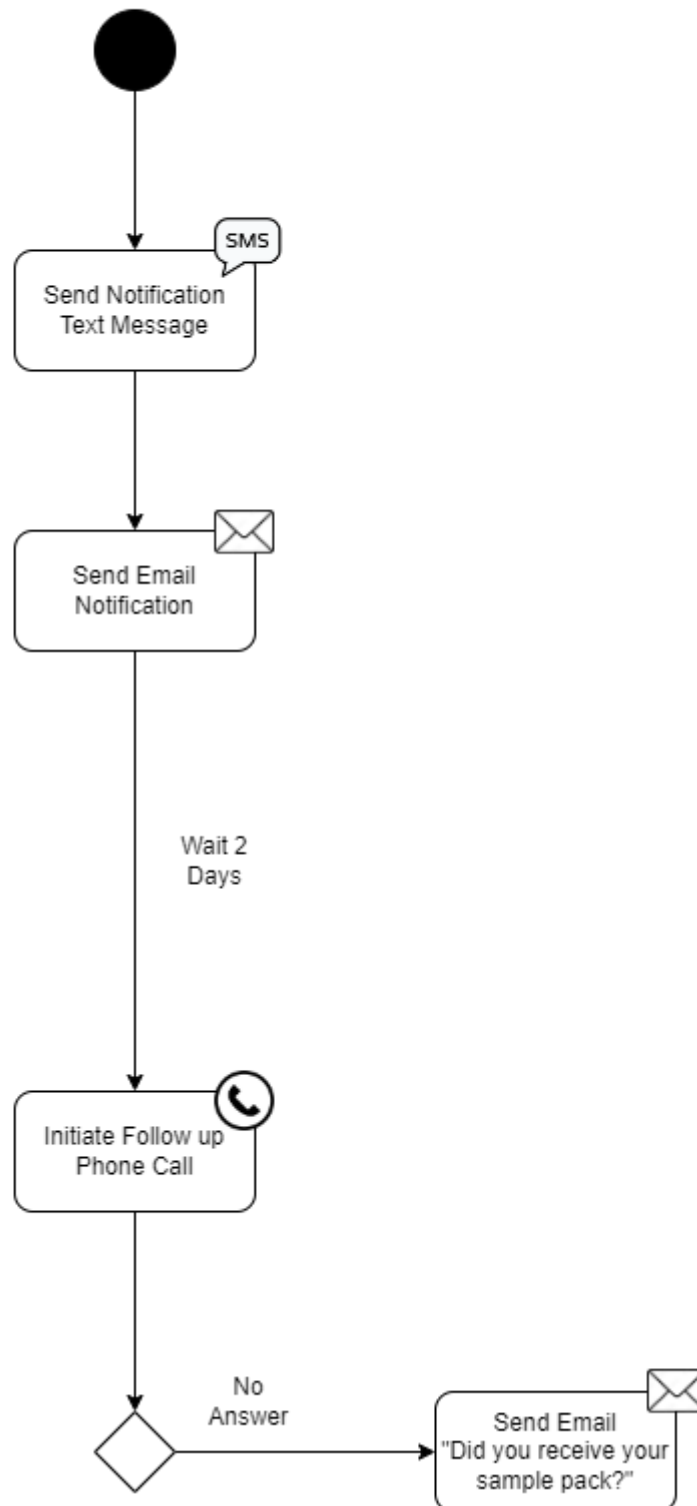 SMS
Send Notification
Text Message
Send Email
Notification
Wait 2
Days
Initiate Follow up
Phone Call
No
Answer
Send Email
"Did you receive your
sample pack?"